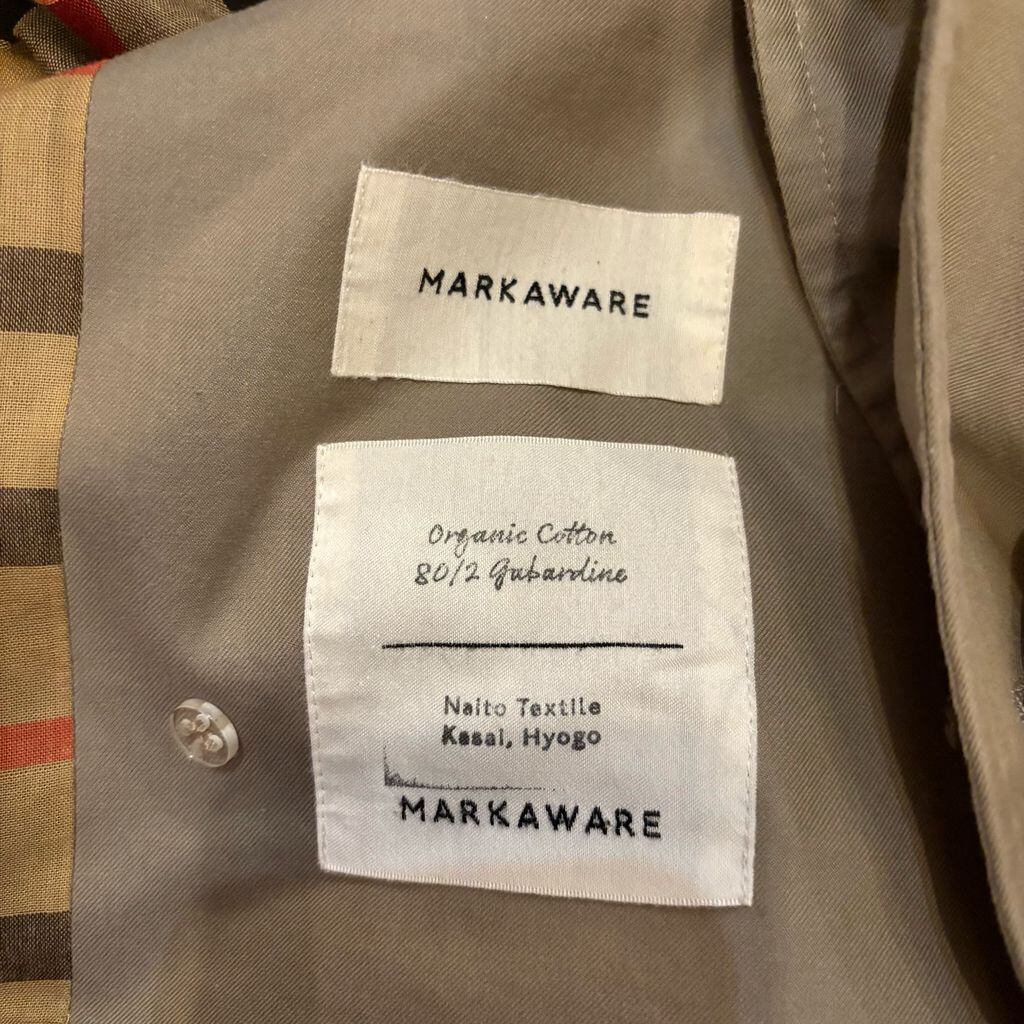 MARKAWARE
Organic Cotton
80/2 Gabardine
Naito Textile
Kasai, Hyogo
MARKAWARE